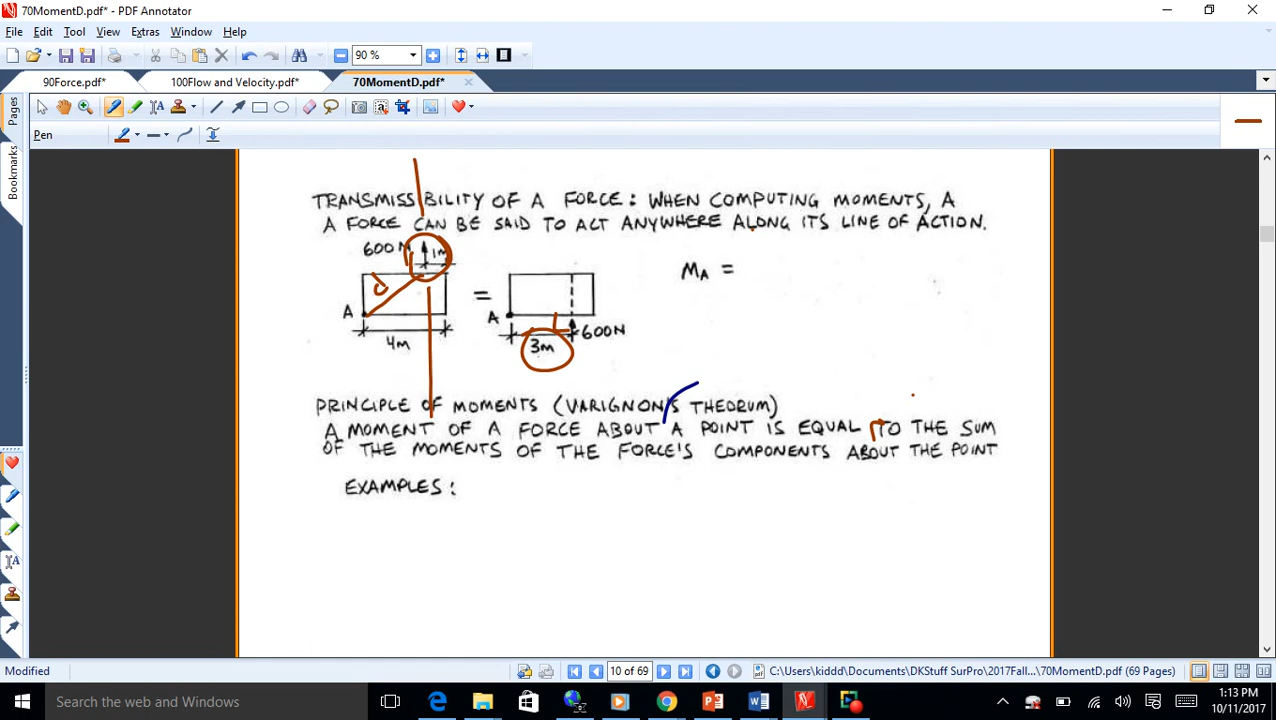 70MomentD.pdf* - PDF Annotator
File Edit Tool Extras Window Help
90 %
90Force.pdf* 100Flow and Velocity.pdf* 70MomentD.pdf*
Pen
Pages
Bookmarks
TRANSMISSBILITY OF A FORCE: WHEN COMPUTING MOMENTS, A
A FORCE CAN BE SAID TO ACT ANYWHERE ALONG ITS LINE OF ACTION.
600N 1m
MA =
d
A = A 600N
4m 3m
PRINCIPLE OF MOMENTS (VARIGNON'S THEORUM)
A MOMENT OF A FORCE ABOUT A POINT IS EQUAL TO THE SUM
OF THE MOMENTS OF THE FORCE'S COMPONENTS ABOUT THE POINT
EXAMPLES:
Modified 10 of 69 C:\Users\kiddd\Documents\DKStuff SurPro\2017Fall...\70MomentD.pdf (69 Pages)
Search the web and Windows
1:13 PM
10/11/2017